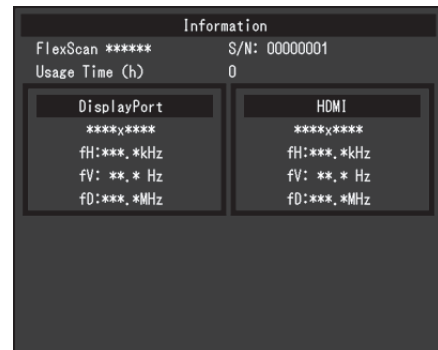 Information
FlexScan ****** S/N: 00000001
Usage Time (h) 0
DisplayPort HDMI
****x**** ****x****
fH:***.*kHz fH:***.*kHz
fV: **.* Hz fV: **.* Hz
fD:***.*MHz fD:***.*MHz